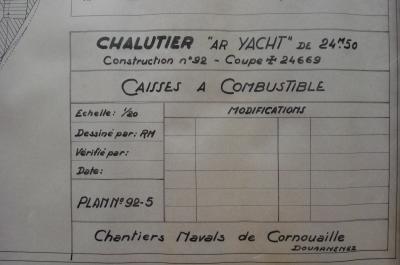 CHALUTIER "AR YACHT" DE 24M50
Construction n°92 - Coupe ✠ 24669
CAISSES A COMBUSTIBLE
Echelle: 1/20
MODIFICATIONS
Dessiné par: RM
Vérifié par:
Date:
PLAN N° 92-5
Chantiers Navals de Cornouaille
DOUARNENEZ